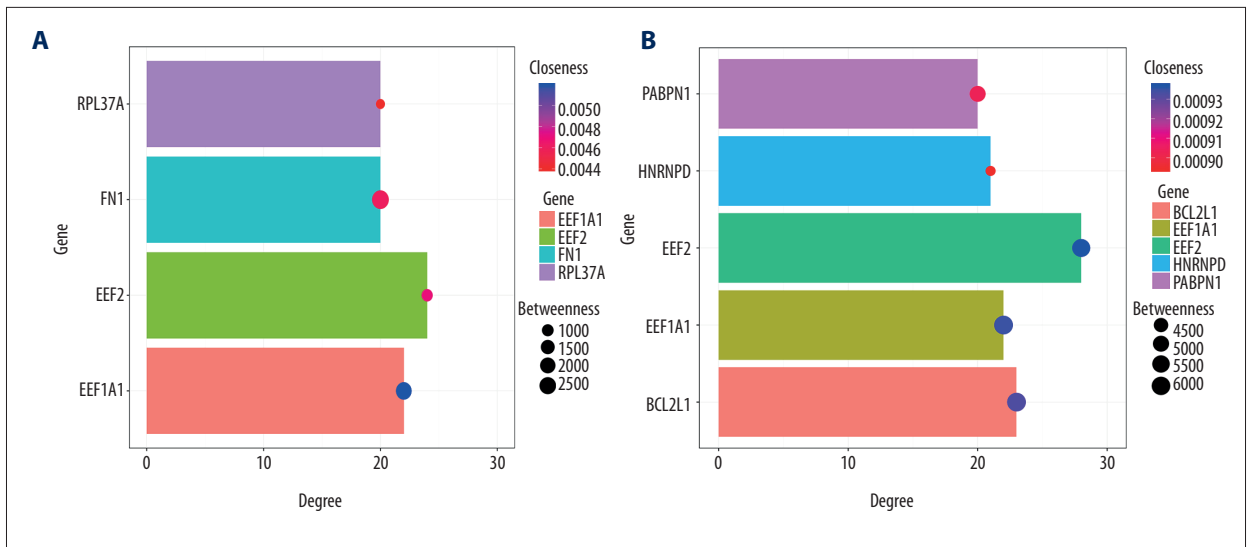 A
Gene
RPL37A
FN1
EEF2
EEF1A1
0 10 20 30
Degree
Closeness
0.0050
0.0048
0.0046
0.0044
Gene
EEF1A1
EEF2
FN1
RPL37A
Betweenness
1000
1500
2000
2500
B
Gene
PABPN1
HNRNPD
EEF2
EEF1A1
BCL2L1
0 10 20 30
Degree
Closeness
0.00093
0.00092
0.00091
0.00090
Gene
BCL2L1
EEF1A1
EEF2
HNRNPD
PABPN1
Betweenness
4500
5000
5500
6000